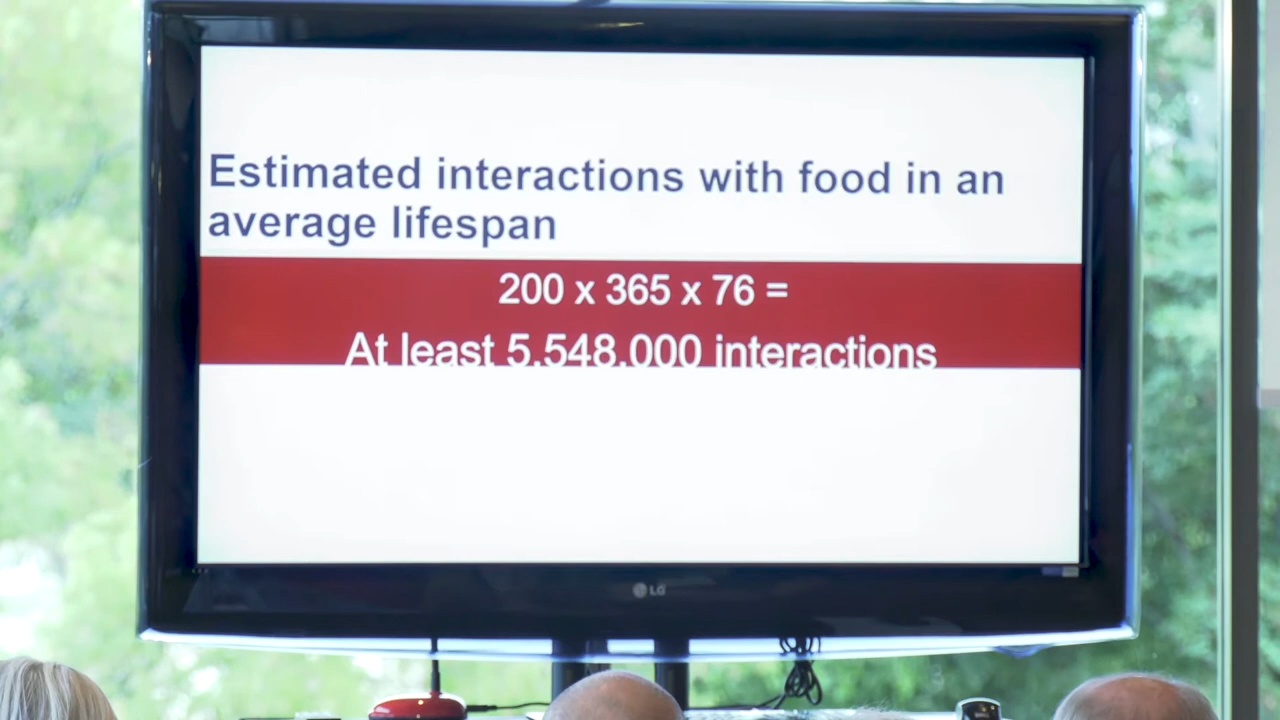 Estimated interactions with food in an
average lifespan
200 x 365 x 76 =
At least 5,548,000 interactions
LG